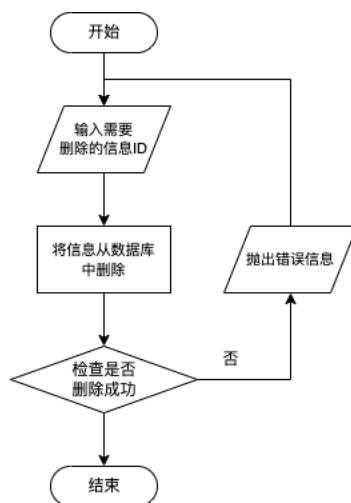 开始
输入需要
删除的信息ID
将信息从数据库
中删除
抛出错误信息
检查是否
删除成功
否
结束